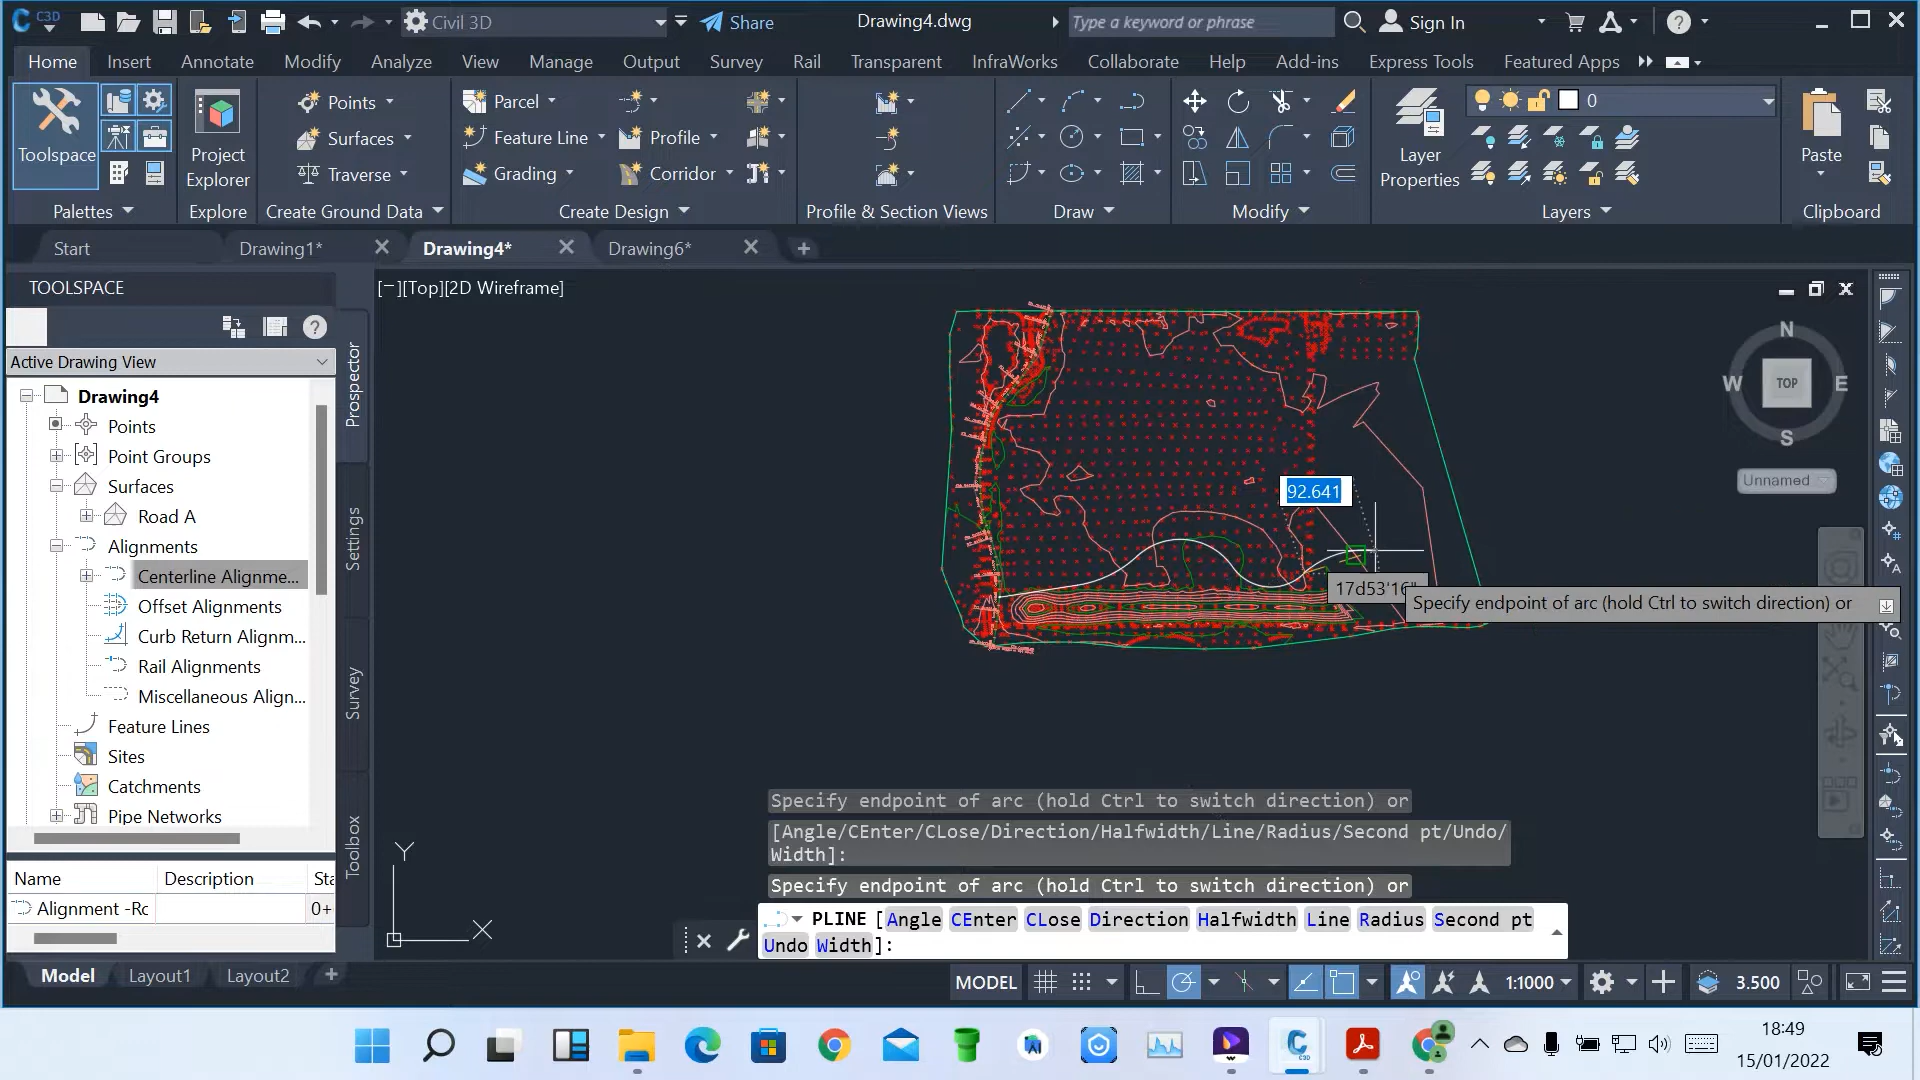 C3D Civil 3D Share Drawing4.dwg Type a keyword or phrase Sign In
Home Insert Annotate Modify Analyze View Manage Output Survey Rail Transparent InfraWorks Collaborate Help Add-ins Express Tools Featured Apps
Toolspace
Palettes
Project
Explorer
Explore
Points
Surfaces
Traverse
Create Ground Data
Parcel
Feature Line Profile
Grading Corridor
Create Design
Profile & Section Views
Draw
Modify
Layer
Properties
0
Layers
Paste
Clipboard
Start Drawing1* Drawing4* Drawing6*
TOOLSPACE
Active Drawing View
Drawing4
Points
Point Groups
Surfaces
Road A
Alignments
Centerline Alignme...
Offset Alignments
Curb Return Alignm...
Rail Alignments
Miscellaneous Align...
Feature Lines
Sites
Catchments
Pipe Networks
Name Description Sta
Alignment -Rc 0+
Prospector
Settings
Survey
Toolbox
[−][Top][2D Wireframe]
N
W TOP E
S
Unnamed
92.641
17d53'16"
Specify endpoint of arc (hold Ctrl to switch direction) or
Y
X
Specify endpoint of arc (hold Ctrl to switch direction) or
[Angle/CEnter/CLose/Direction/Halfwidth/Line/Radius/Second pt/Undo/
Width]:
Specify endpoint of arc (hold Ctrl to switch direction) or
PLINE [Angle CEnter CLose Direction Halfwidth Line Radius Second pt
Undo Width]:
Model Layout1 Layout2
MODEL 1:1000 3.500
18:49
15/01/2022